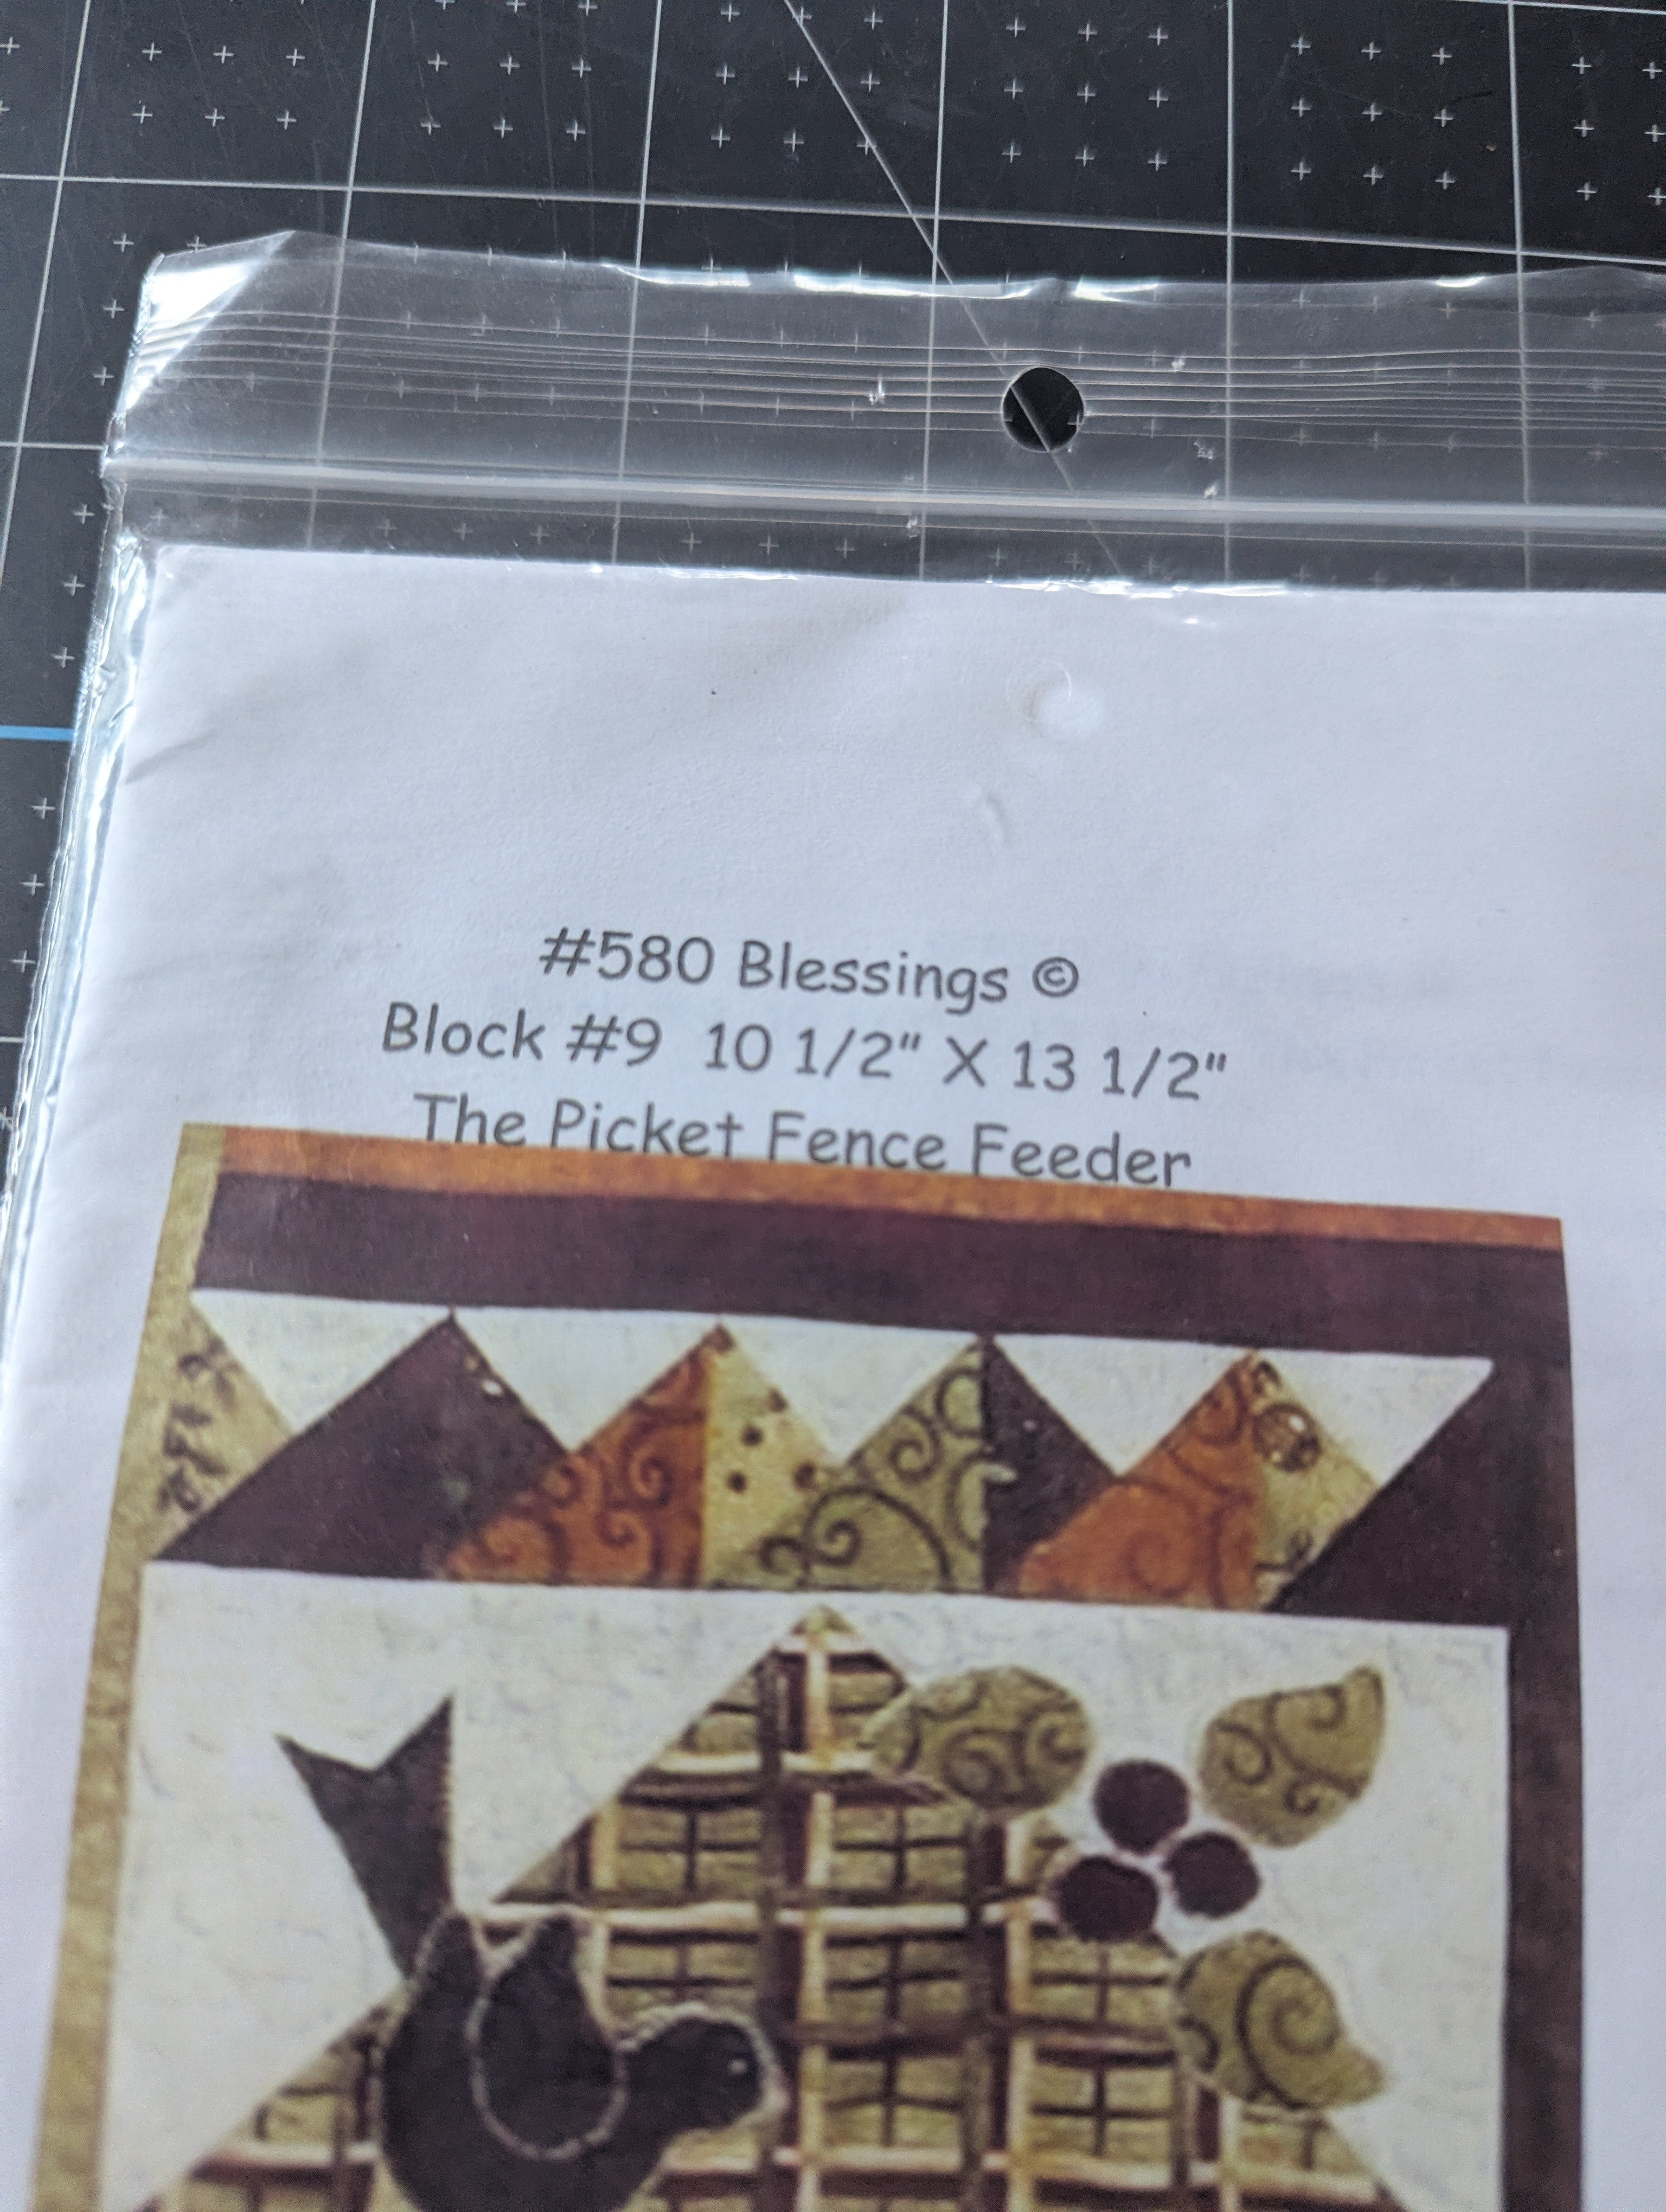 #580 Blessings ©
Block #9 10 1/2" X 13 1/2"
The Picket Fence Feeder